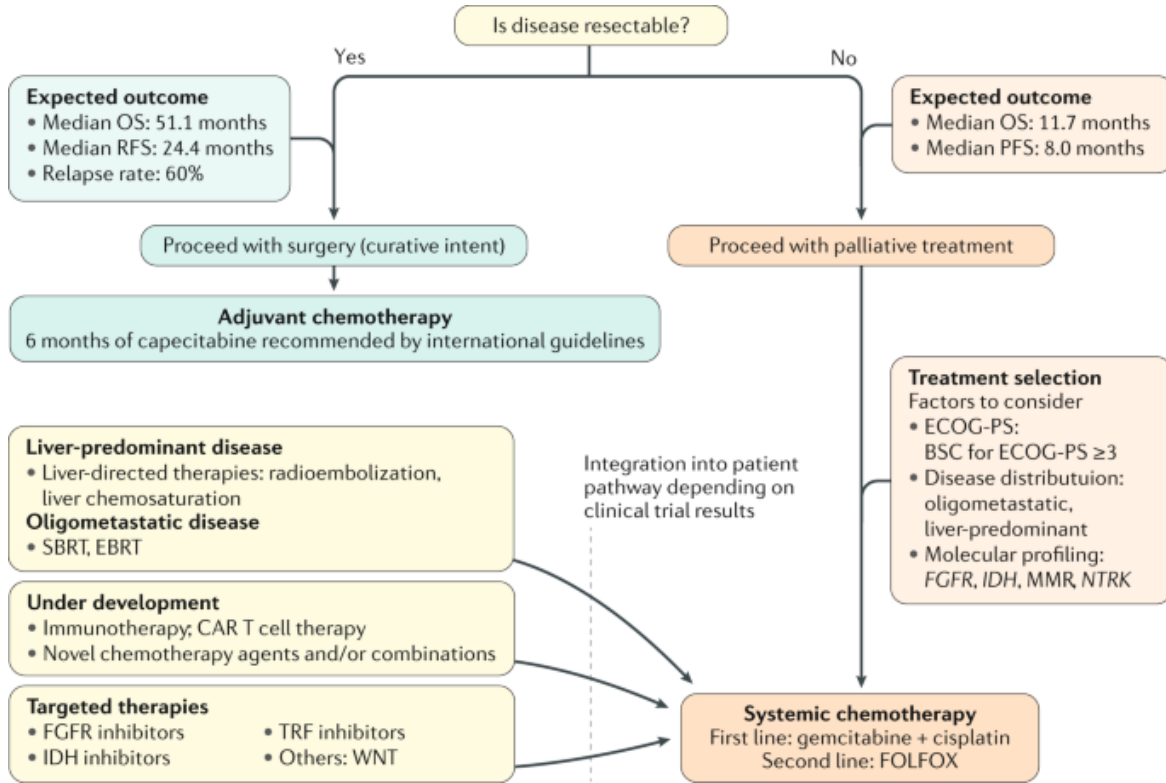 Is disease resectable?
Yes
No
Expected outcome
• Median OS: 51.1 months
• Median RFS: 24.4 months
• Relapse rate: 60%
Expected outcome
• Median OS: 11.7 months
• Median PFS: 8.0 months
Proceed with surgery (curative intent)
Proceed with palliative treatment
Adjuvant chemotherapy
6 months of capecitabine recommended by international guidelines
Treatment selection
Factors to consider
• ECOG-PS:
BSC for ECOG-PS ≥3
• Disease distributuion:
oligometastatic,
liver-predominant
• Molecular profiling:
FGFR, IDH, MMR, NTRK
Liver-predominant disease
• Liver-directed therapies: radioembolization,
liver chemosaturation
Oligometastatic disease
• SBRT, EBRT
Integration into patient
pathway depending on
clinical trial results
Under development
• Immunotherapy; CAR T cell therapy
• Novel chemotherapy agents and/or combinations
Targeted therapies
• FGFR inhibitors
• TRF inhibitors
• IDH inhibitors
• Others: WNT
Systemic chemotherapy
First line: gemcitabine + cisplatin
Second line: FOLFOX